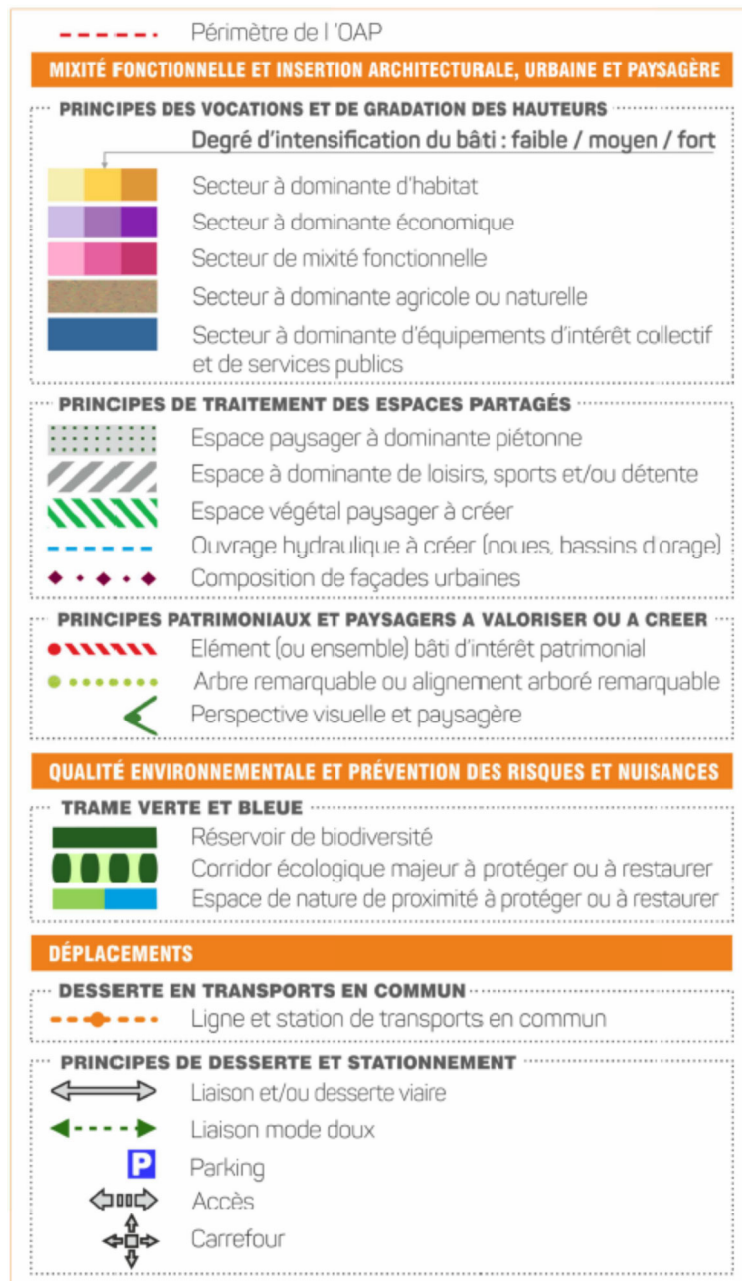 Périmètre de l 'OAP
MIXITÉ FONCTIONNELLE ET INSERTION ARCHITECTURALE, URBAINE ET PAYSAGÈRE
PRINCIPES DES VOCATIONS ET DE GRADATION DES HAUTEURS
Degré d'intensification du bâti : faible / moyen / fort
Secteur à dominante d'habitat
Secteur à dominante économique
Secteur de mixité fonctionnelle
Secteur à dominante agricole ou naturelle
Secteur à dominante d'équipements d'intérêt collectif
et de services publics
PRINCIPES DE TRAITEMENT DES ESPACES PARTAGÉS
Espace paysager à dominante piétonne
Espace à dominante de loisirs, sports et/ou détente
Espace végétal paysager à créer
Ouvrage hydraulique à créer (noues, bassins d'orage)
Composition de façades urbaines
PRINCIPES PATRIMONIAUX ET PAYSAGERS A VALORISER OU A CREER
Elément (ou ensemble) bâti d'intérêt patrimonial
Arbre remarquable ou alignement arboré remarquable
Perspective visuelle et paysagère
QUALITÉ ENVIRONNEMENTALE ET PRÉVENTION DES RISQUES ET NUISANCES
TRAME VERTE ET BLEUE
Réservoir de biodiversité
Corridor écologique majeur à protéger ou à restaurer
Espace de nature de proximité à protéger ou à restaurer
DÉPLACEMENTS
DESSERTE EN TRANSPORTS EN COMMUN
Ligne et station de transports en commun
PRINCIPES DE DESSERTE ET STATIONNEMENT
Liaison et/ou desserte viaire
Liaison mode doux
P Parking
Accès
Carrefour